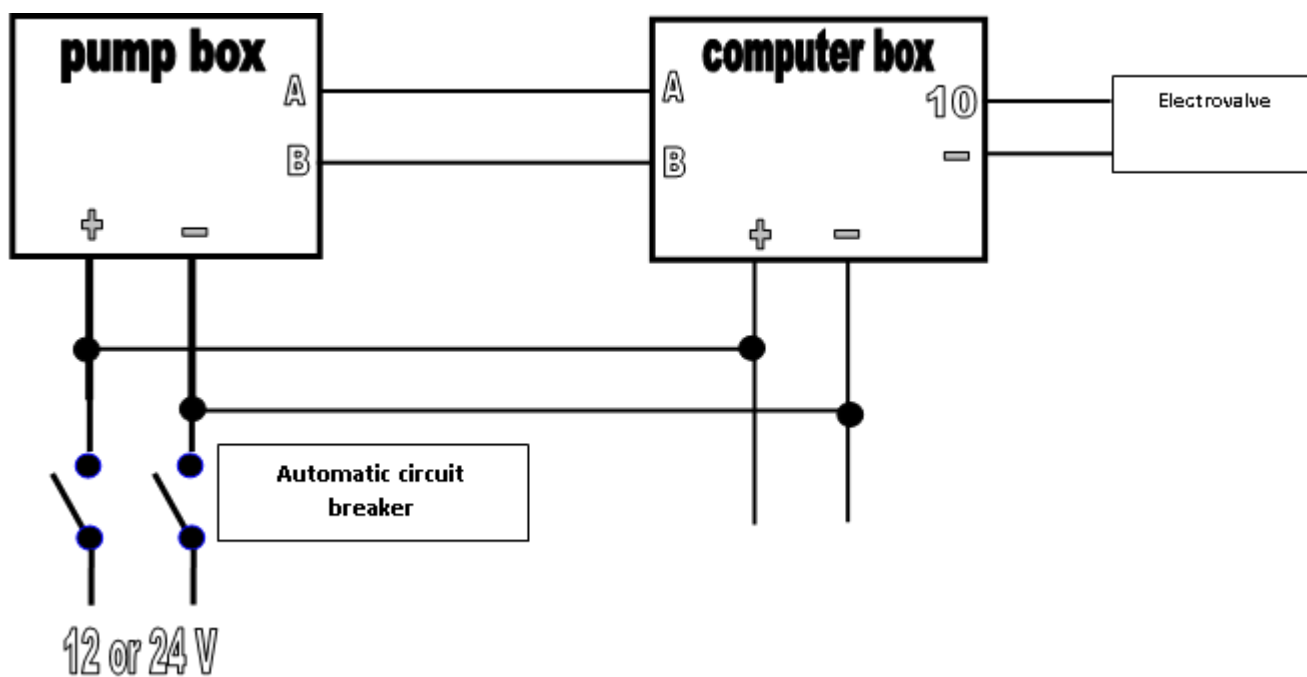 pump box
computer box
A
A
10
Electrovalve
B
B
-
+
-
+
-
Automatic circuit
breaker
12 or 24 V